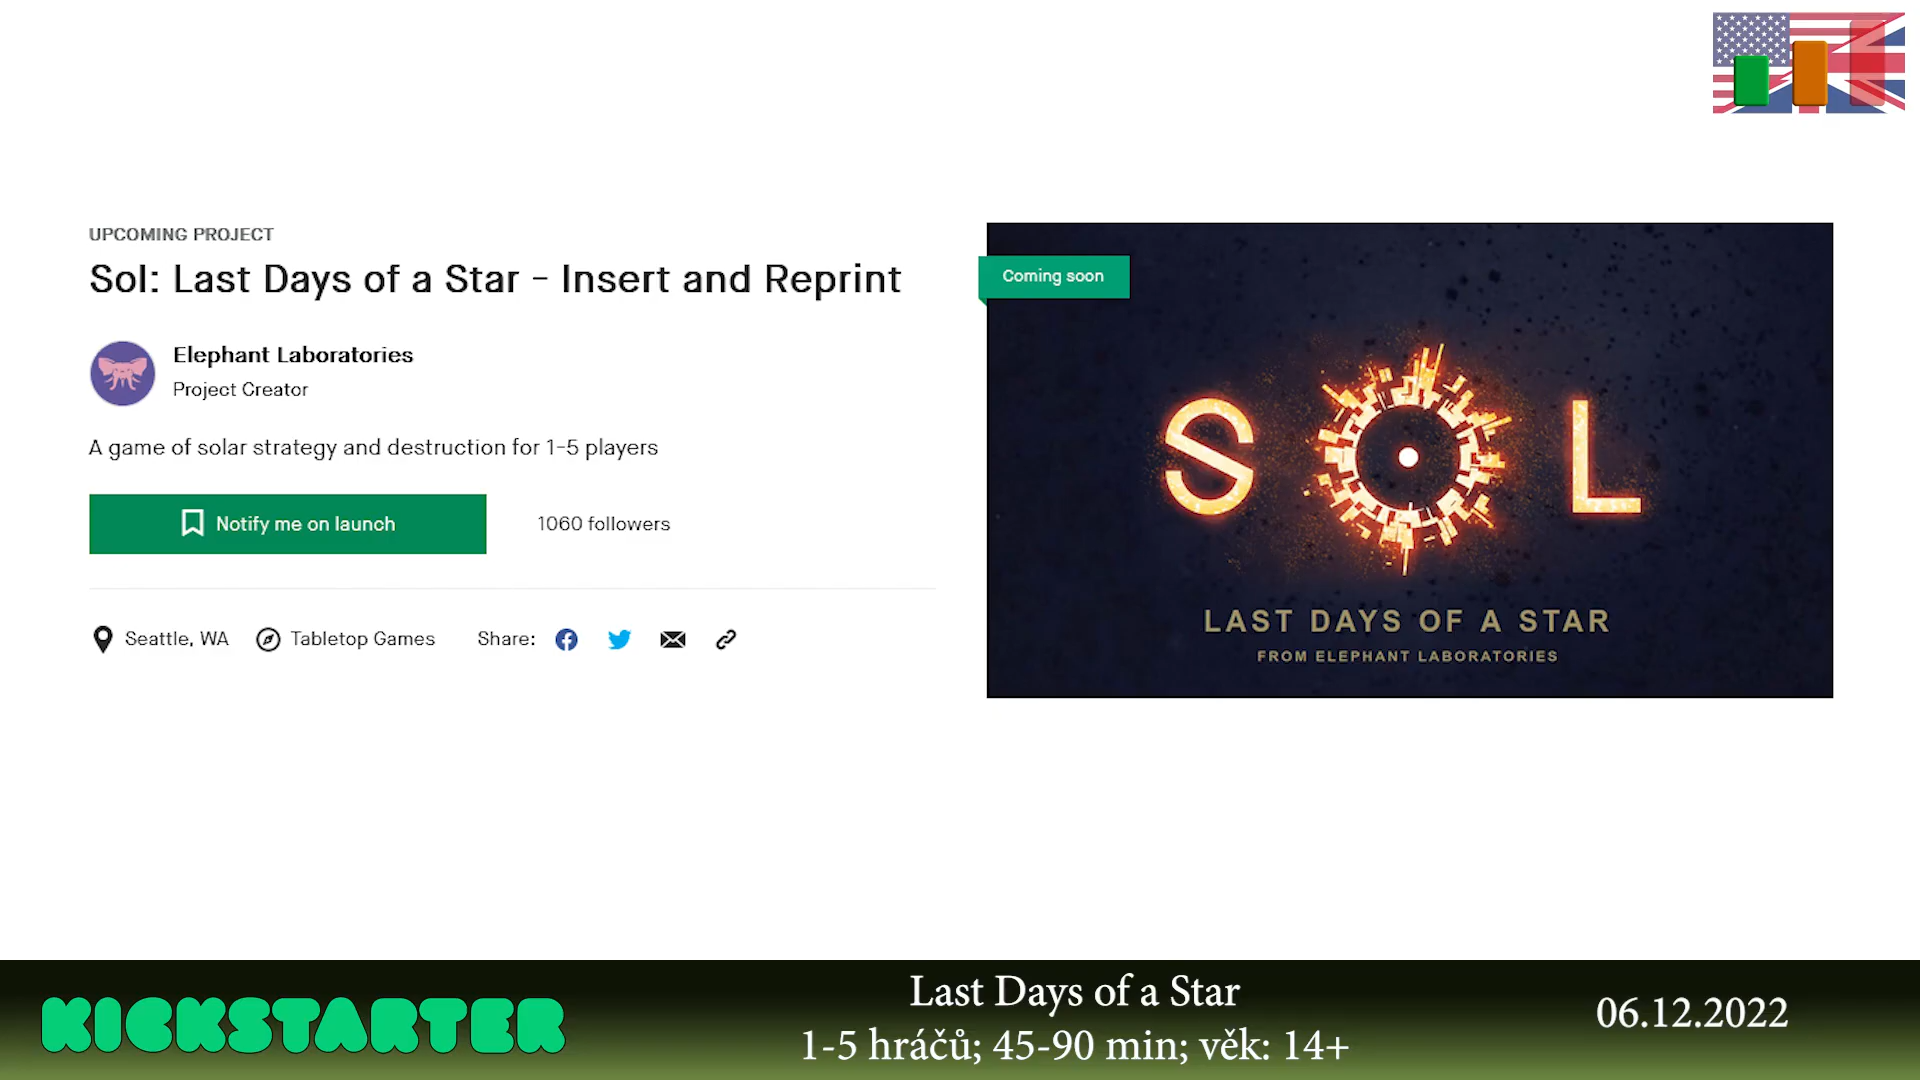 UPCOMING PROJECT
Sol: Last Days of a Star - Insert and Reprint
Elephant Laboratories
Project Creator
A game of solar strategy and destruction for 1-5 players
Notify me on launch
1060 followers
Seattle, WA
Tabletop Games
Share:
Coming soon
SOL
LAST DAYS OF A STAR
FROM ELEPHANT LABORATORIES
KICKSTARTER
Last Days of a Star
1-5 hráčů; 45-90 min; věk: 14+
06.12.2022